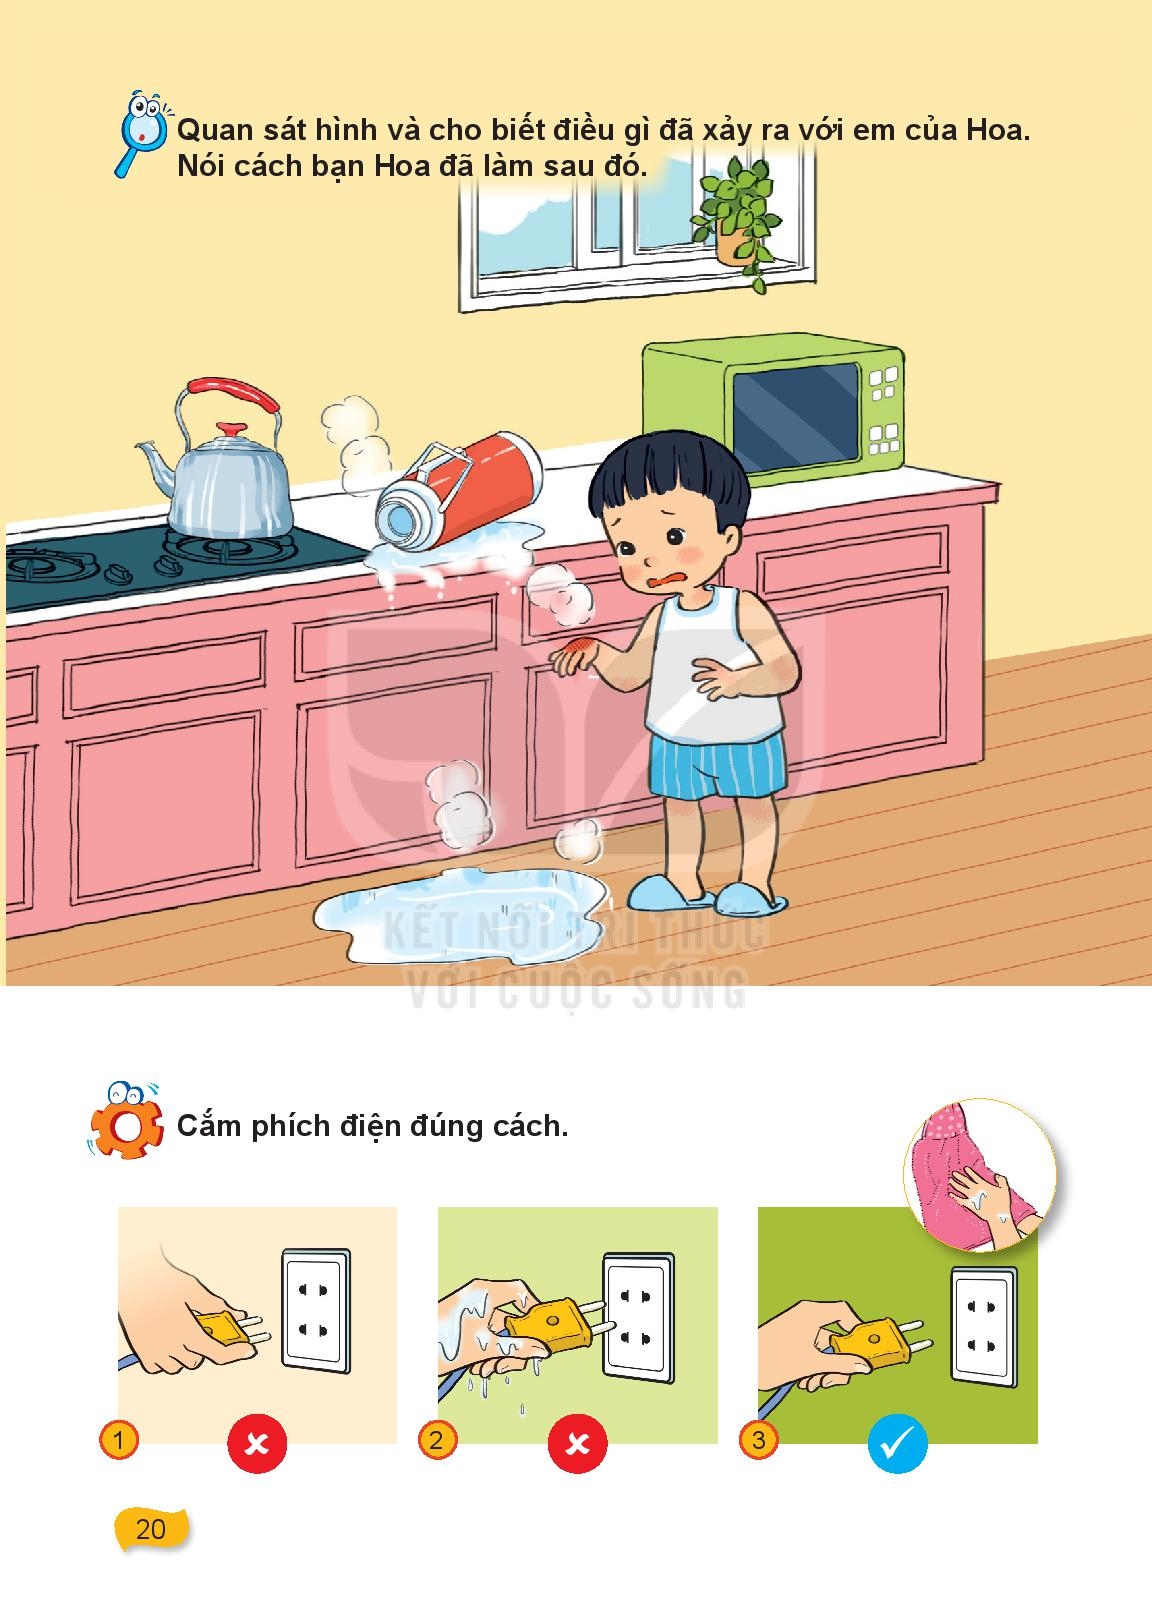 Quan sát hình và cho biết điều gì đã xảy ra với em của Hoa.
Nói cách bạn Hoa đã làm sau đó.
KẾT NỐI TRI THỨC
VỚI CUỘC SỐNG
Cắm phích điện đúng cách.
1
2
3
20